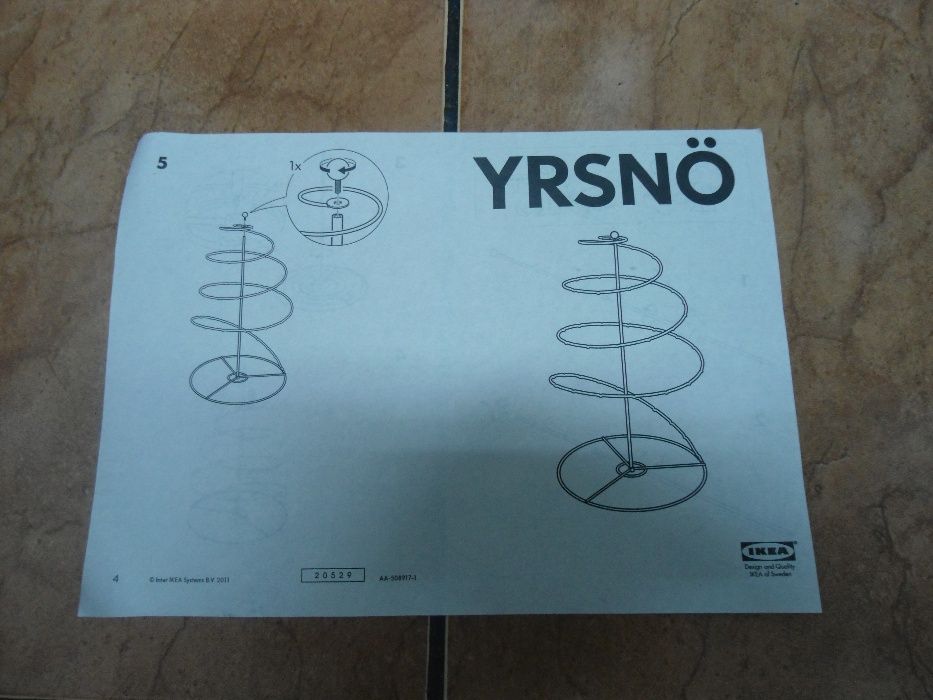 5
1x
4
© Inter IKEA Systems B.V. 2011
20529
AA-508917-1
YRSNÖ
IKEA
Design and Quality
IKEA of Sweden